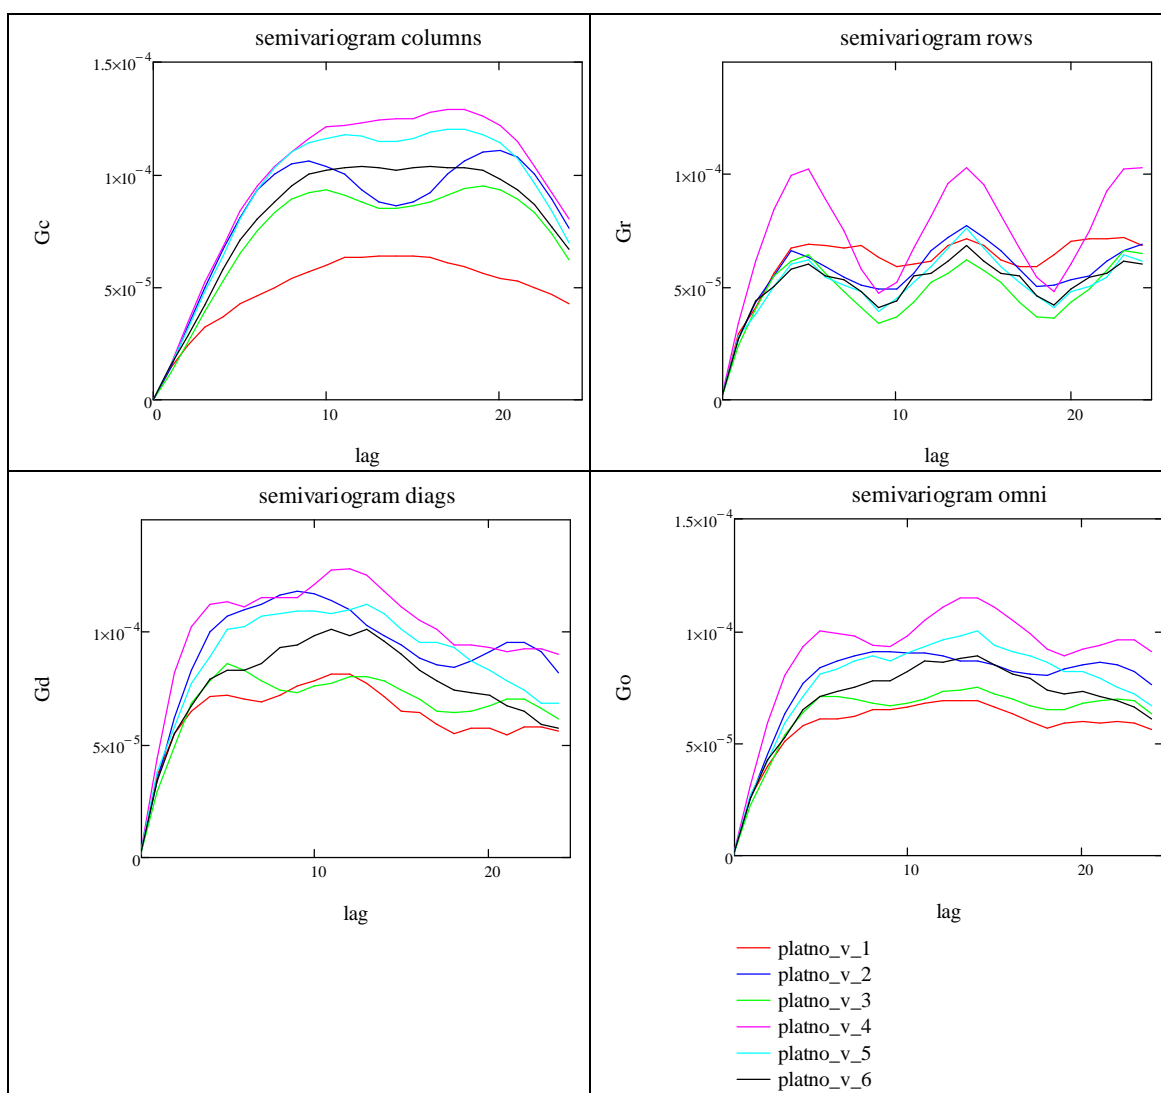 semivariogram columns
1.5×10⁻⁴
1×10⁻⁴
5×10⁻⁵
0
0
10
20
Gc
lag
semivariogram rows
1×10⁻⁴
5×10⁻⁵
0
10
20
Gr
lag
semivariogram diags
1×10⁻⁴
5×10⁻⁵
0
10
20
Gd
lag
semivariogram omni
1.5×10⁻⁴
1×10⁻⁴
5×10⁻⁵
0
10
20
Go
lag
platno_v_1
platno_v_2
platno_v_3
platno_v_4
platno_v_5
platno_v_6